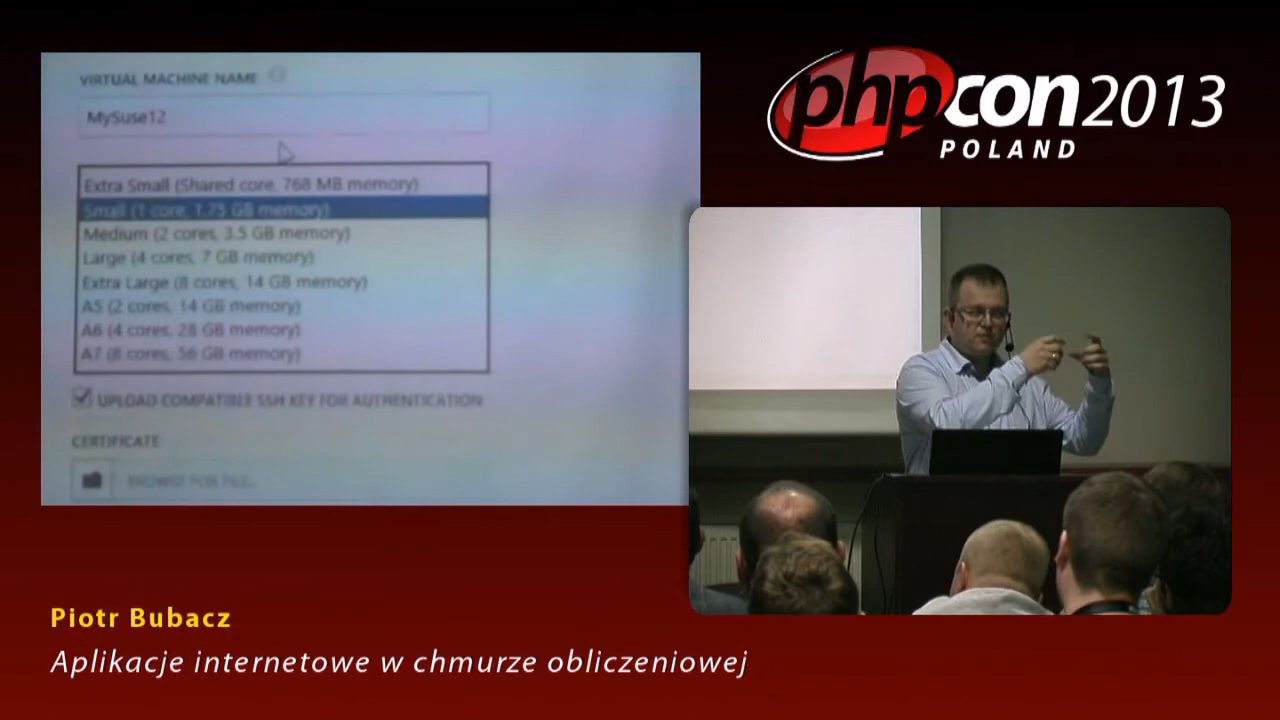 VIRTUAL MACHINE NAME
MySuse12
Extra Small (Shared core, 768 MB memory)
Small (1 core, 1.75 GB memory)
Medium (2 cores, 3.5 GB memory)
Large (4 cores, 7 GB memory)
Extra Large (8 cores, 14 GB memory)
A5 (2 cores, 14 GB memory)
A6 (4 cores, 28 GB memory)
A7 (8 cores, 56 GB memory)
UPLOAD COMPATIBLE SSH KEY FOR AUTHENTICATION
CERTIFICATE
BROWSE FOR FILE..
phpcon2013
POLAND
Piotr Bubacz
Aplikacje internetowe w chmurze obliczeniowej